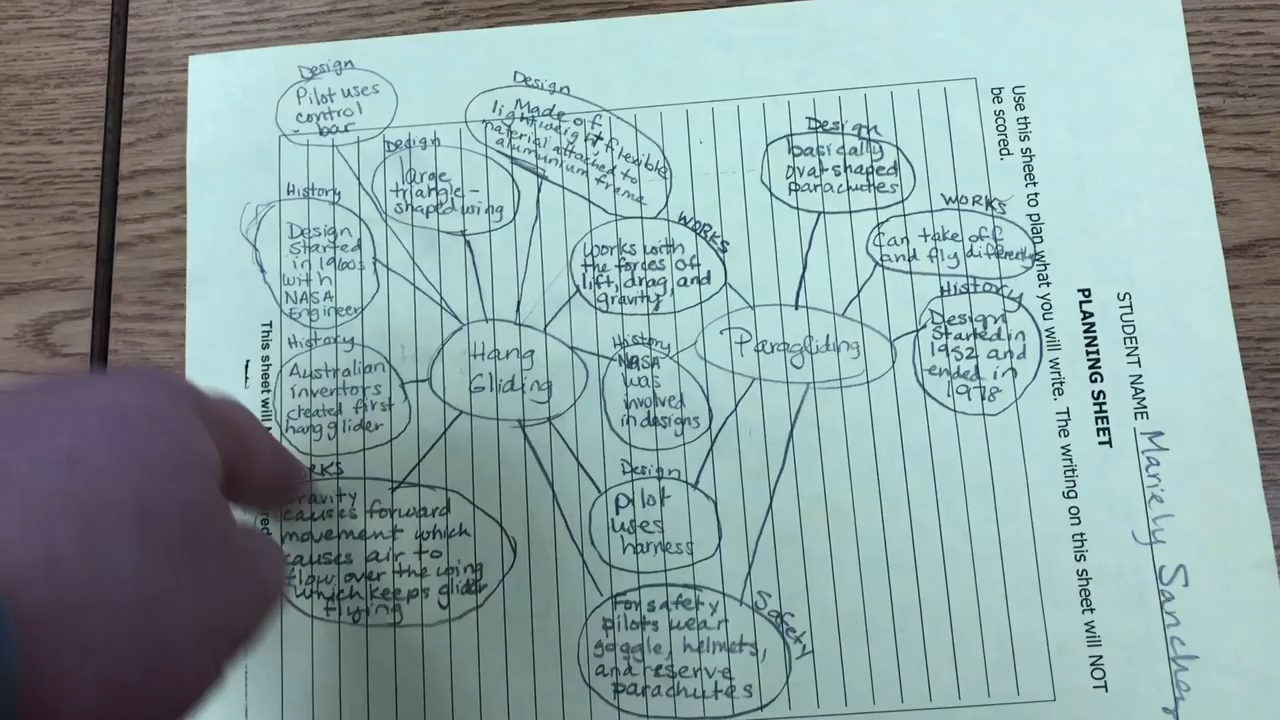 STUDENT NAME Mariely Sanchez
PLANNING SHEET
Use this sheet to plan what you will write. The writing on this sheet will NOT
be scored.
Design
Pilot uses
control
bar
Design
large
triangle-
shaped wing
Design
Made of
lightweight flexible
material attached to
alumunium frame
Design
basically
oval-shaped
parachutes
WORKS
Can take off
and fly differently
History
Design
Started
in 1960s
with
NASA
Engineer
WORKS
Works with
the forces of
lift, drag, and
gravity,
History
Design
Started in
1952 and
ended in
1978
Hang
Gliding
Paragliding
History
NASA
was
involved
in designs
History
Australian
inventors
created first
hang glider
Design
Pilot
uses
harness
gravity
causes forward
movement which
causes air to
flow over the wing
which keeps glider
flying
Safety
For safety
pilots wear
goggle, helmets,
and reserve
parachutes
This sheet will